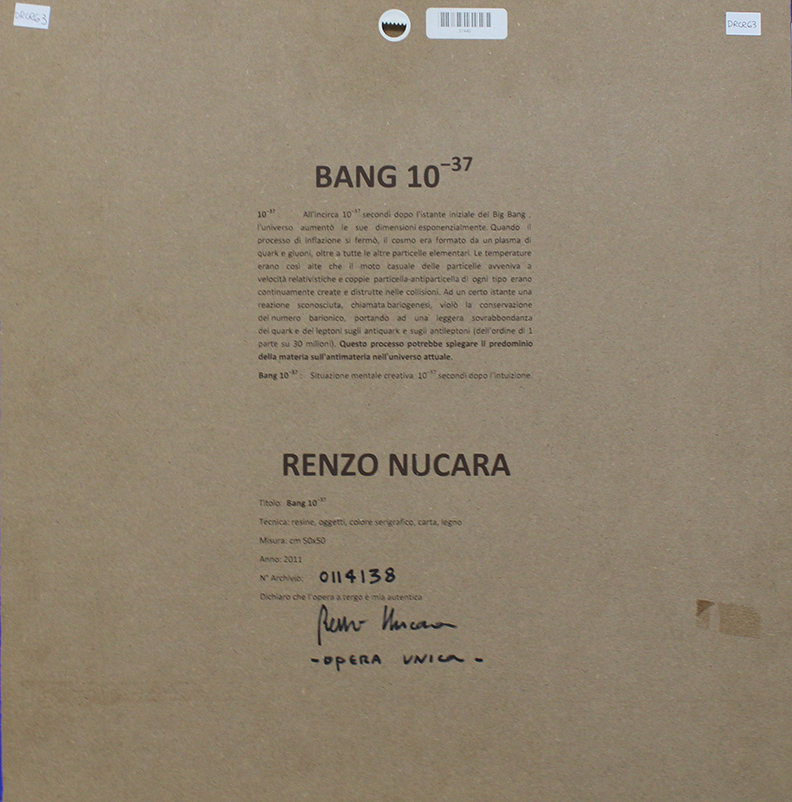 DRCRG3
DRCRG3
BANG 10⁻³⁷
10⁻³⁷ All'incirca 10⁻³⁷ secondi dopo l'istante iniziale del Big Bang ,
l'universo aumentò le sue dimensioni esponenzialmente. Quando il
processo di inflazione si fermò, il cosmo era formato da un plasma di
quark e gluoni, oltre a tutte le altre particelle elementari. Le temperature
erano così alte che il moto casuale delle particelle avveniva a
velocità relativistiche e coppie particella-antiparticella di ogni tipo erano
continuamente create e distrutte nelle collisioni. Ad un certo istante una
reazione sconosciuta, chiamata bariogenesi, violò la conservazione
del numero barionico, portando ad una leggera sovrabbondanza
dei quark e dei leptoni sugli antiquark e sugli antileptoni (dell'ordine di 1
parte su 30 milioni). Questo processo potrebbe spiegare il predominio
della materia sull'antimateria nell'universo attuale.
Bang 10⁻³⁷ : Situazione mentale creativa 10⁻³⁷ secondi dopo l'intuizione
RENZO NUCARA
Titolo: Bang 10⁻³⁷
Tecnica: resine, oggetti, colore serigrafico, carta, legno
Misura: cm 50x50
Anno: 2011
N° Archivio: 0114138
Dichiaro che l'opera a tergo è mia autentica
Renzo Nucara
- OPERA UNICA -